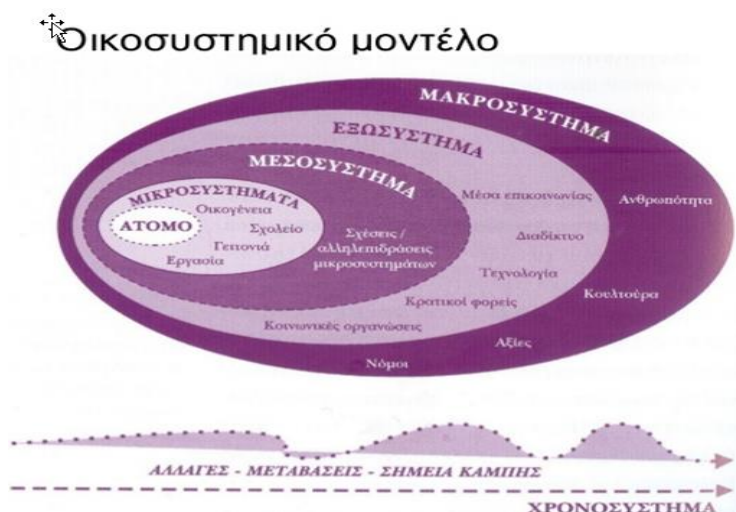 Οικοσυστημικό μοντέλο
ΜΑΚΡΟΣΥΣΤΗΜΑ
ΕΞΩΣΥΣΤΗΜΑ
ΜΕΣΟΣΥΣΤΗΜΑ
ΜΙΚΡΟΣΥΣΤΗΜΑΤΑ
ΑΤΟΜΟ
Οικογένεια
Σχολείο
Γειτονιά
Εργασία
Σχέσεις /
αλληλεπιδράσεις
μικροσυστημάτων
Μέσα επικοινωνίας
Διαδίκτυο
Τεχνολογία
Κρατικοί φορείς
Κοινωνικές οργανώσεις
Ανθρωπότητα
Κουλτούρα
Αξίες
Νόμοι
ΑΛΛΑΓΕΣ - ΜΕΤΑΒΑΣΕΙΣ - ΣΗΜΕΙΑ ΚΑΜΠΗΣ
ΧΡΟΝΟΣΥΣΤΗΜΑ